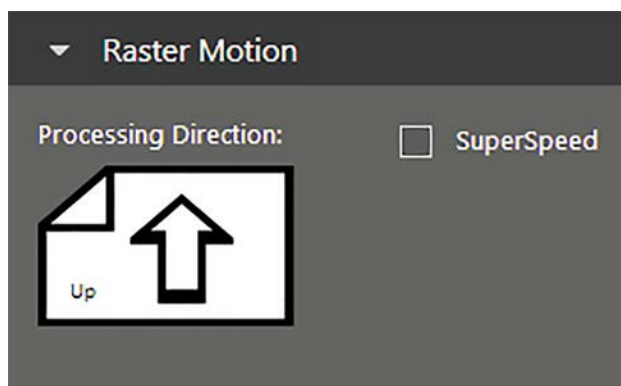 Raster Motion
Processing Direction:
SuperSpeed
Up